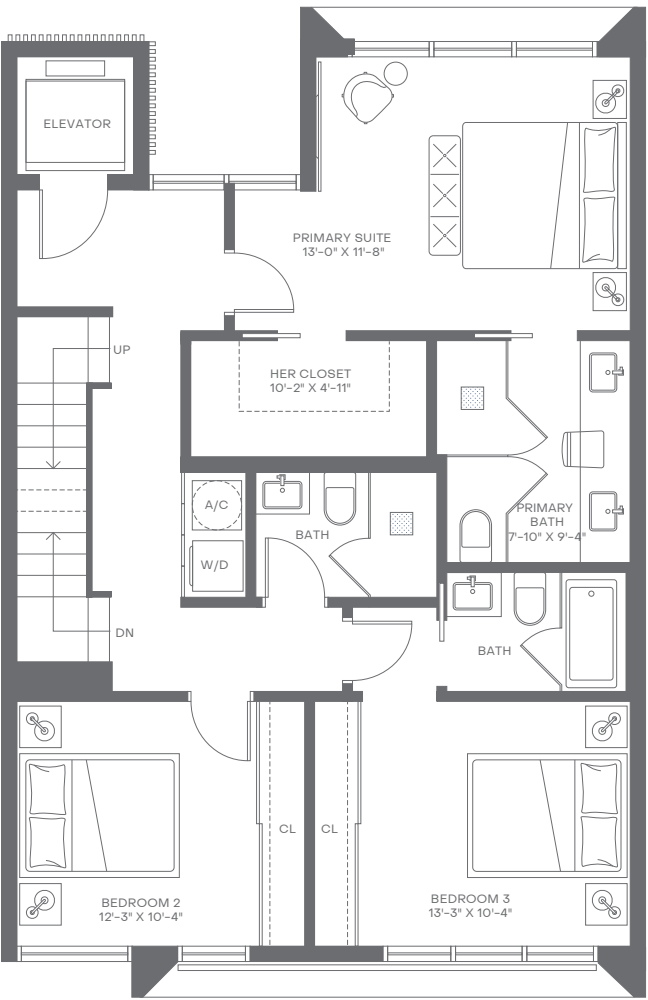 ELEVATOR
PRIMARY SUITE
13'-0" X 11'-8"
UP
HER CLOSET
10'-2" X 4'-11"
A/C
W/D
BATH
PRIMARY
BATH
7'-10" X 9'-4"
DN
BATH
CL
CL
BEDROOM 2
12'-3" X 10'-4"
BEDROOM 3
13'-3" X 10'-4"